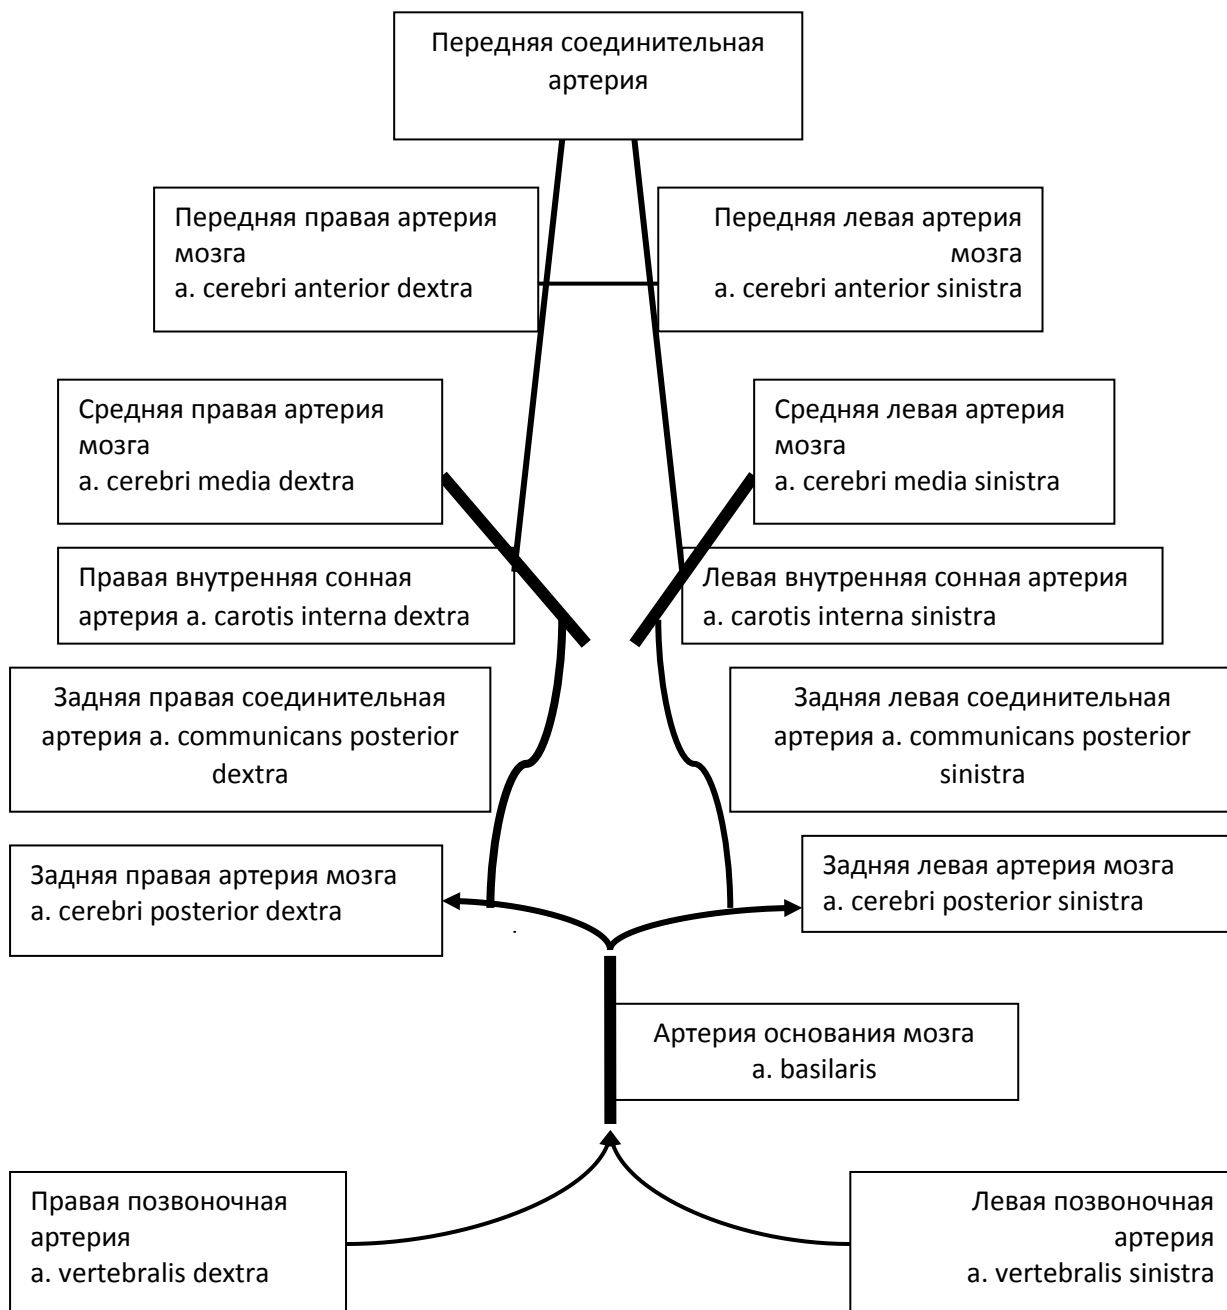 Передняя соединительная
артерия
Передняя правая артерия
мозга
a. cerebri anterior dextra
Передняя левая артерия
мозга
a. cerebri anterior sinistra
Средняя правая артерия
мозга
a. cerebri media dextra
Средняя левая артерия
мозга
a. cerebri media sinistra
Правая внутренняя сонная
артерия a. carotis interna dextra
Левая внутренняя сонная артерия
a. carotis interna sinistra
Задняя правая соединительная
артерия a. communicans posterior
dextra
Задняя левая соединительная
артерия a. communicans posterior
sinistra
Задняя правая артерия мозга
a. cerebri posterior dextra
Задняя левая артерия мозга
a. cerebri posterior sinistra
Артерия основания мозга
a. basilaris
Правая позвоночная
артерия
a. vertebralis dextra
Левая позвоночная
артерия
a. vertebralis sinistra